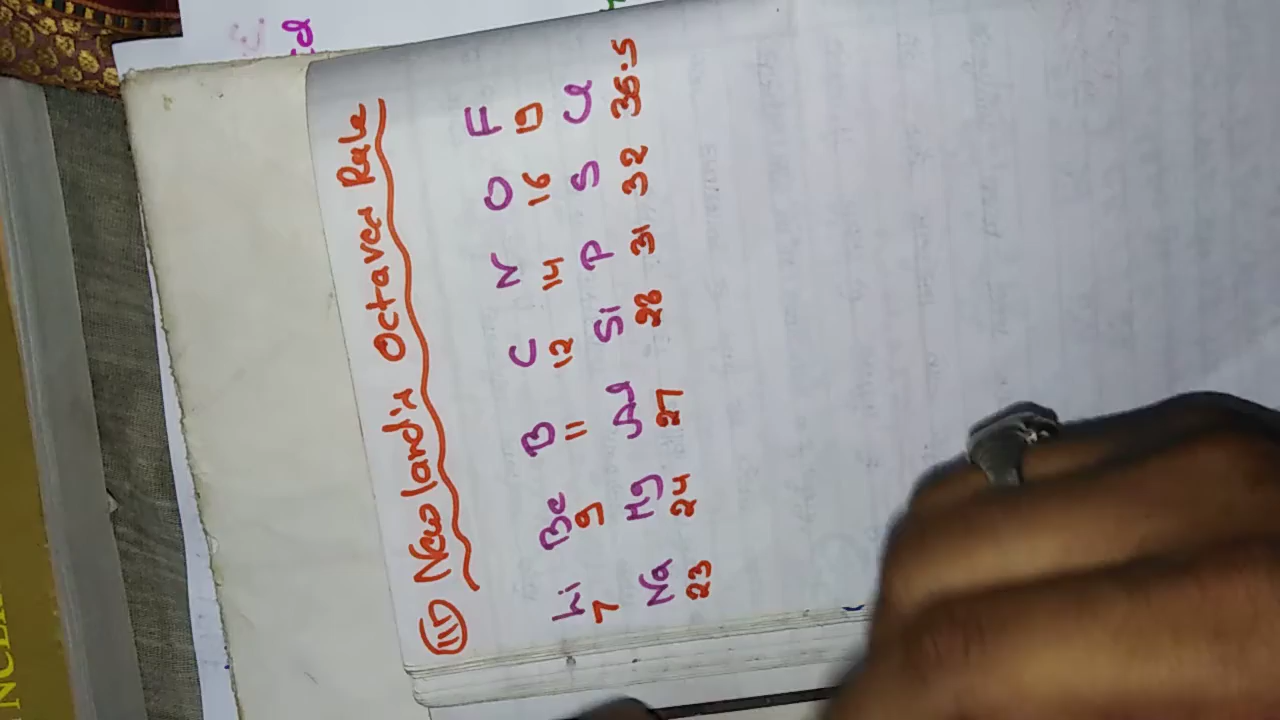 (III) Newland's Octaves Rule
Li Be B C N O F
7 9 11 12 14 16 19
Na Mg Al Si P S Cl
23 24 27 28 31 32 35.5